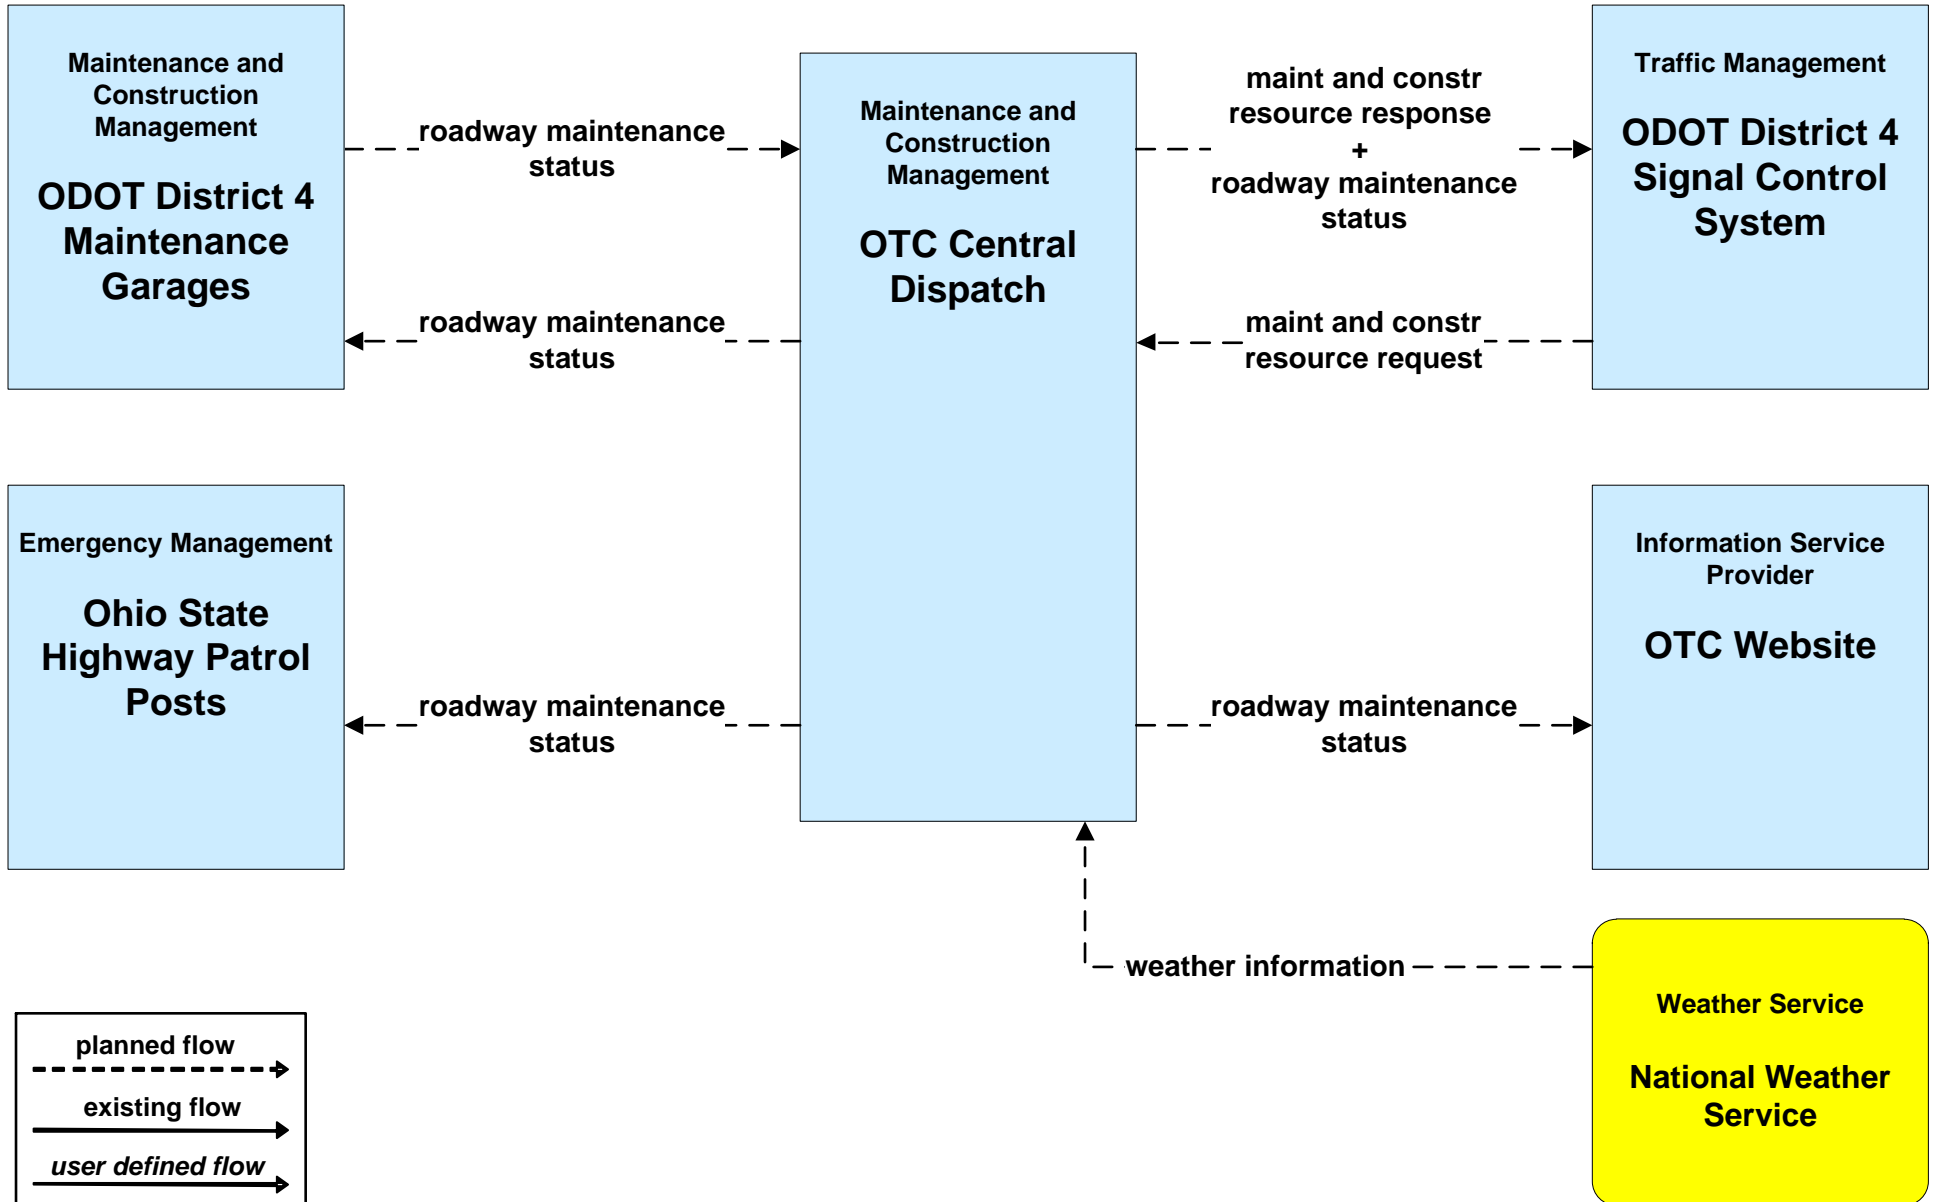 Maintenance and
Construction
Management
ODOT District 4
Maintenance
Garages
roadway maintenance
status
roadway maintenance
status
Maintenance and
Construction
Management
OTC Central
Dispatch
maint and constr
resource response
+
roadway maintenance
status
maint and constr
resource request
Traffic Management
ODOT District 4
Signal Control
System
Emergency Management
Ohio State
Highway Patrol
Posts
roadway maintenance
status
roadway maintenance
status
Information Service
Provider
OTC Website
weather information
Weather Service
National Weather
Service
planned flow
existing flow
user defined flow